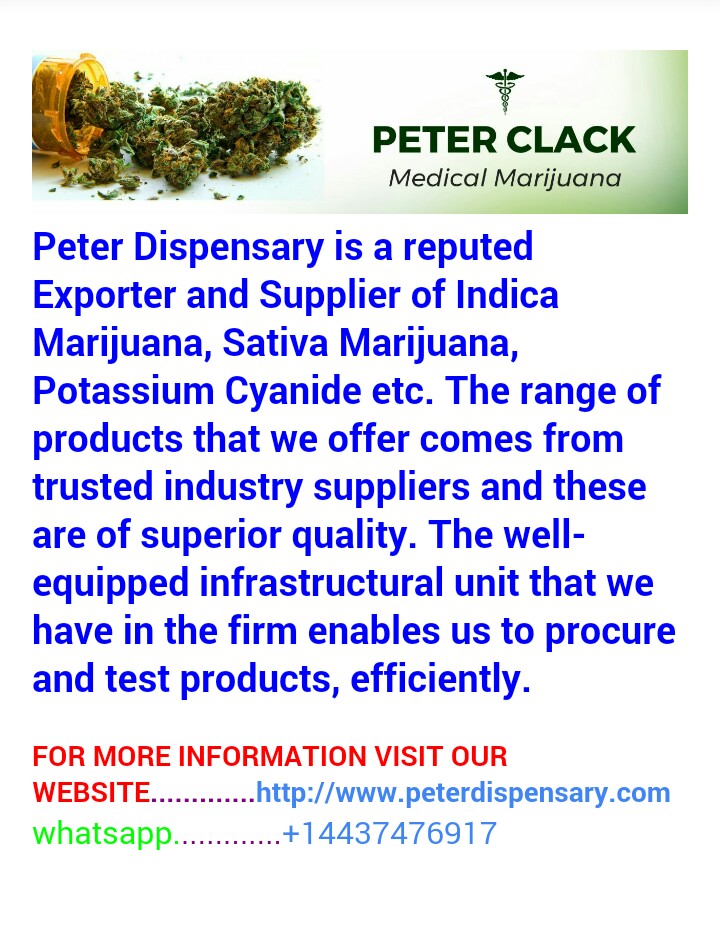 PETER CLACK
Medical Marijuana
Peter Dispensary is a reputed
Exporter and Supplier of Indica
Marijuana, Sativa Marijuana,
Potassium Cyanide etc. The range of
products that we offer comes from
trusted industry suppliers and these
are of superior quality. The well-
equipped infrastructural unit that we
have in the firm enables us to procure
and test products, efficiently.
FOR MORE INFORMATION VISIT OUR
WEBSITE.............http://www.peterdispensary.com
whatsapp.............+14437476917